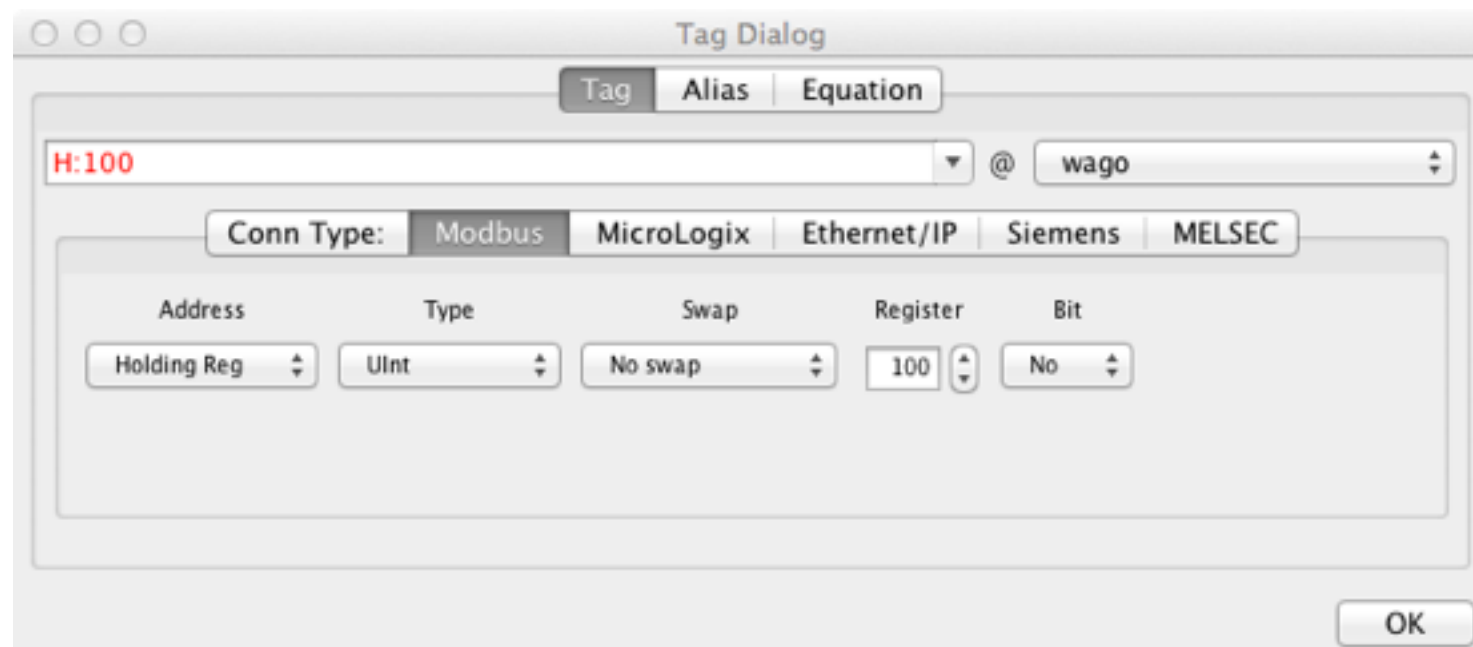 Tag Dialog
Tag Alias Equation
H:100 @ wago
Conn Type: Modbus MicroLogix Ethernet/IP Siemens MELSEC
Address Type Swap Register Bit
Holding Reg UInt No swap 100 No
OK